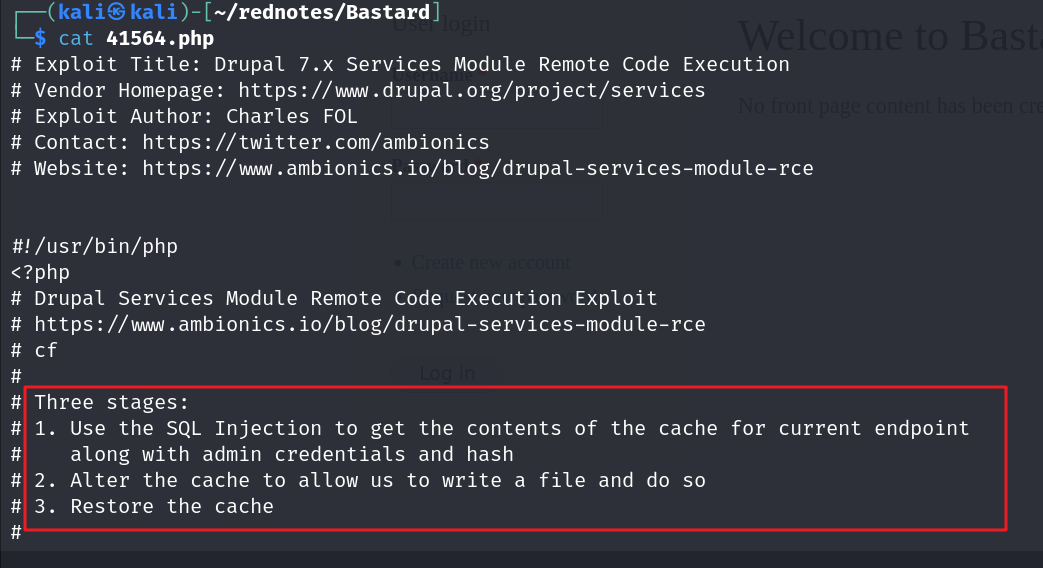 ┌──(kali㉿kali)-[~/rednotes/Bastard]
└─$ cat 41564.php
# Exploit Title: Drupal 7.x Services Module Remote Code Execution
# Vendor Homepage: https://www.drupal.org/project/services
# Exploit Author: Charles FOL
# Contact: https://twitter.com/ambionics
# Website: https://www.ambionics.io/blog/drupal-services-module-rce
#!/usr/bin/php
<?php
# Drupal Services Module Remote Code Execution Exploit
# https://www.ambionics.io/blog/drupal-services-module-rce
# cf
#
# Three stages:
# 1. Use the SQL Injection to get the contents of the cache for current endpoint
#    along with admin credentials and hash
# 2. Alter the cache to allow us to write a file and do so
# 3. Restore the cache
#
User login
Username
Create new account
Log in
Welcome to Basta
No front page content has been cre